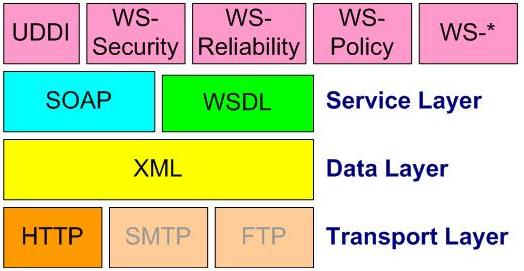 UDDI
WS-
Security
WS-
Reliability
WS-
Policy
WS-*
SOAP
WSDL
Service Layer
XML
Data Layer
HTTP
SMTP
FTP
Transport Layer